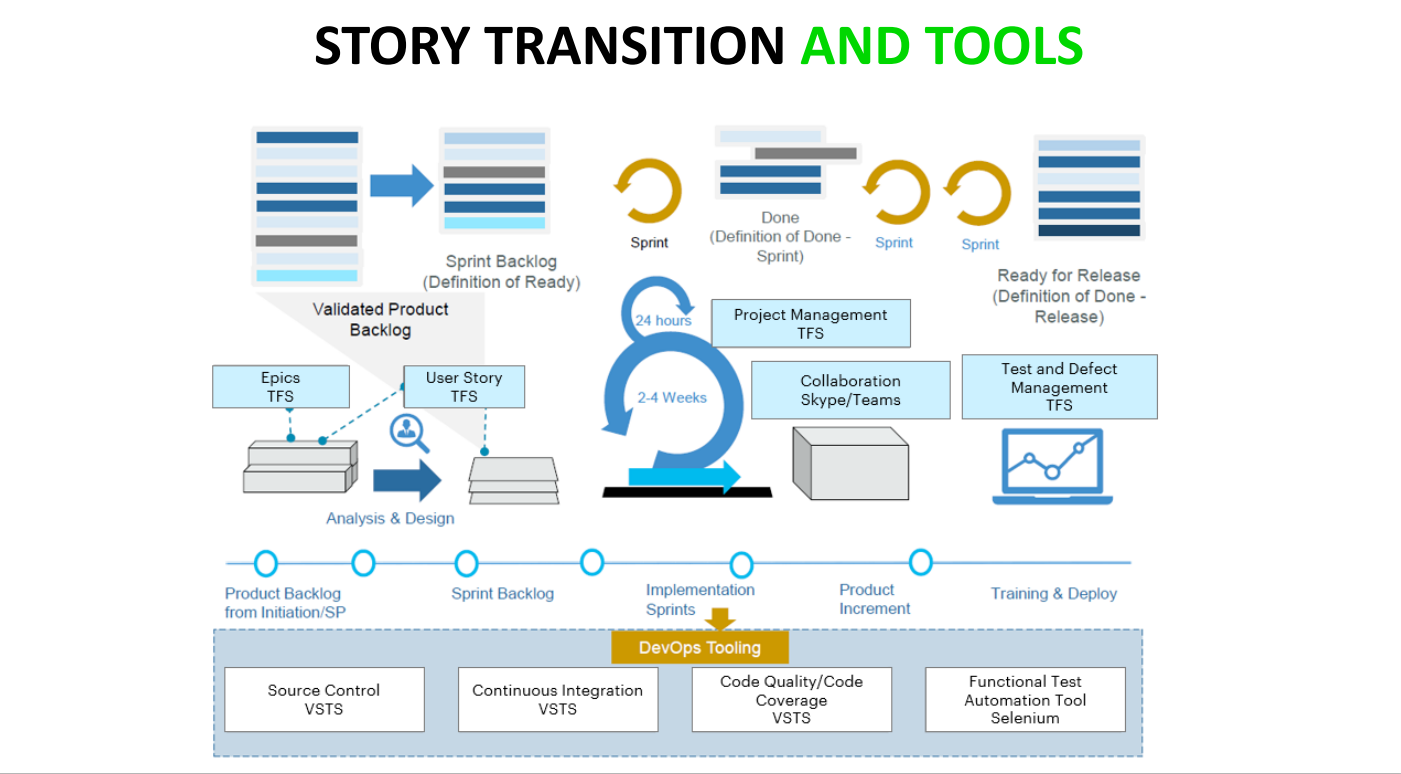 STORY TRANSITION AND TOOLS
Sprint Backlog
(Definition of Ready)
Validated Product
Backlog
Sprint
Done
(Definition of Done -
Sprint)
Sprint
Sprint
Ready for Release
(Definition of Done -
Release)
Epics
TFS
User Story
TFS
Analysis & Design
24 hours
2-4 Weeks
Project Management
TFS
Collaboration
Skype/Teams
Test and Defect
Management
TFS
Product Backlog
from Initiation/SP
Sprint Backlog
Implementation
Sprints
Product
Increment
Training & Deploy
DevOps Tooling
Source Control
VSTS
Continuous Integration
VSTS
Code Quality/Code
Coverage
VSTS
Functional Test
Automation Tool
Selenium